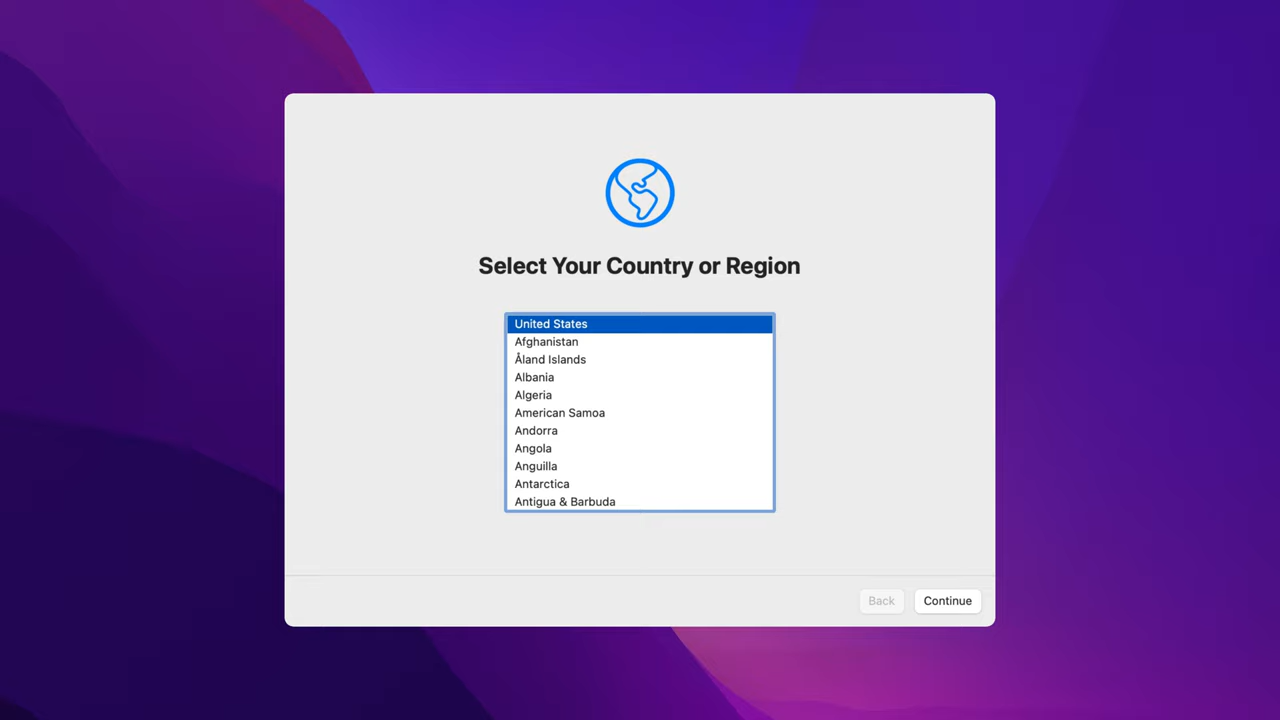 Select Your Country or Region
United States
Afghanistan
Åland Islands
Albania
Algeria
American Samoa
Andorra
Angola
Anguilla
Antarctica
Antigua & Barbuda
Back
Continue